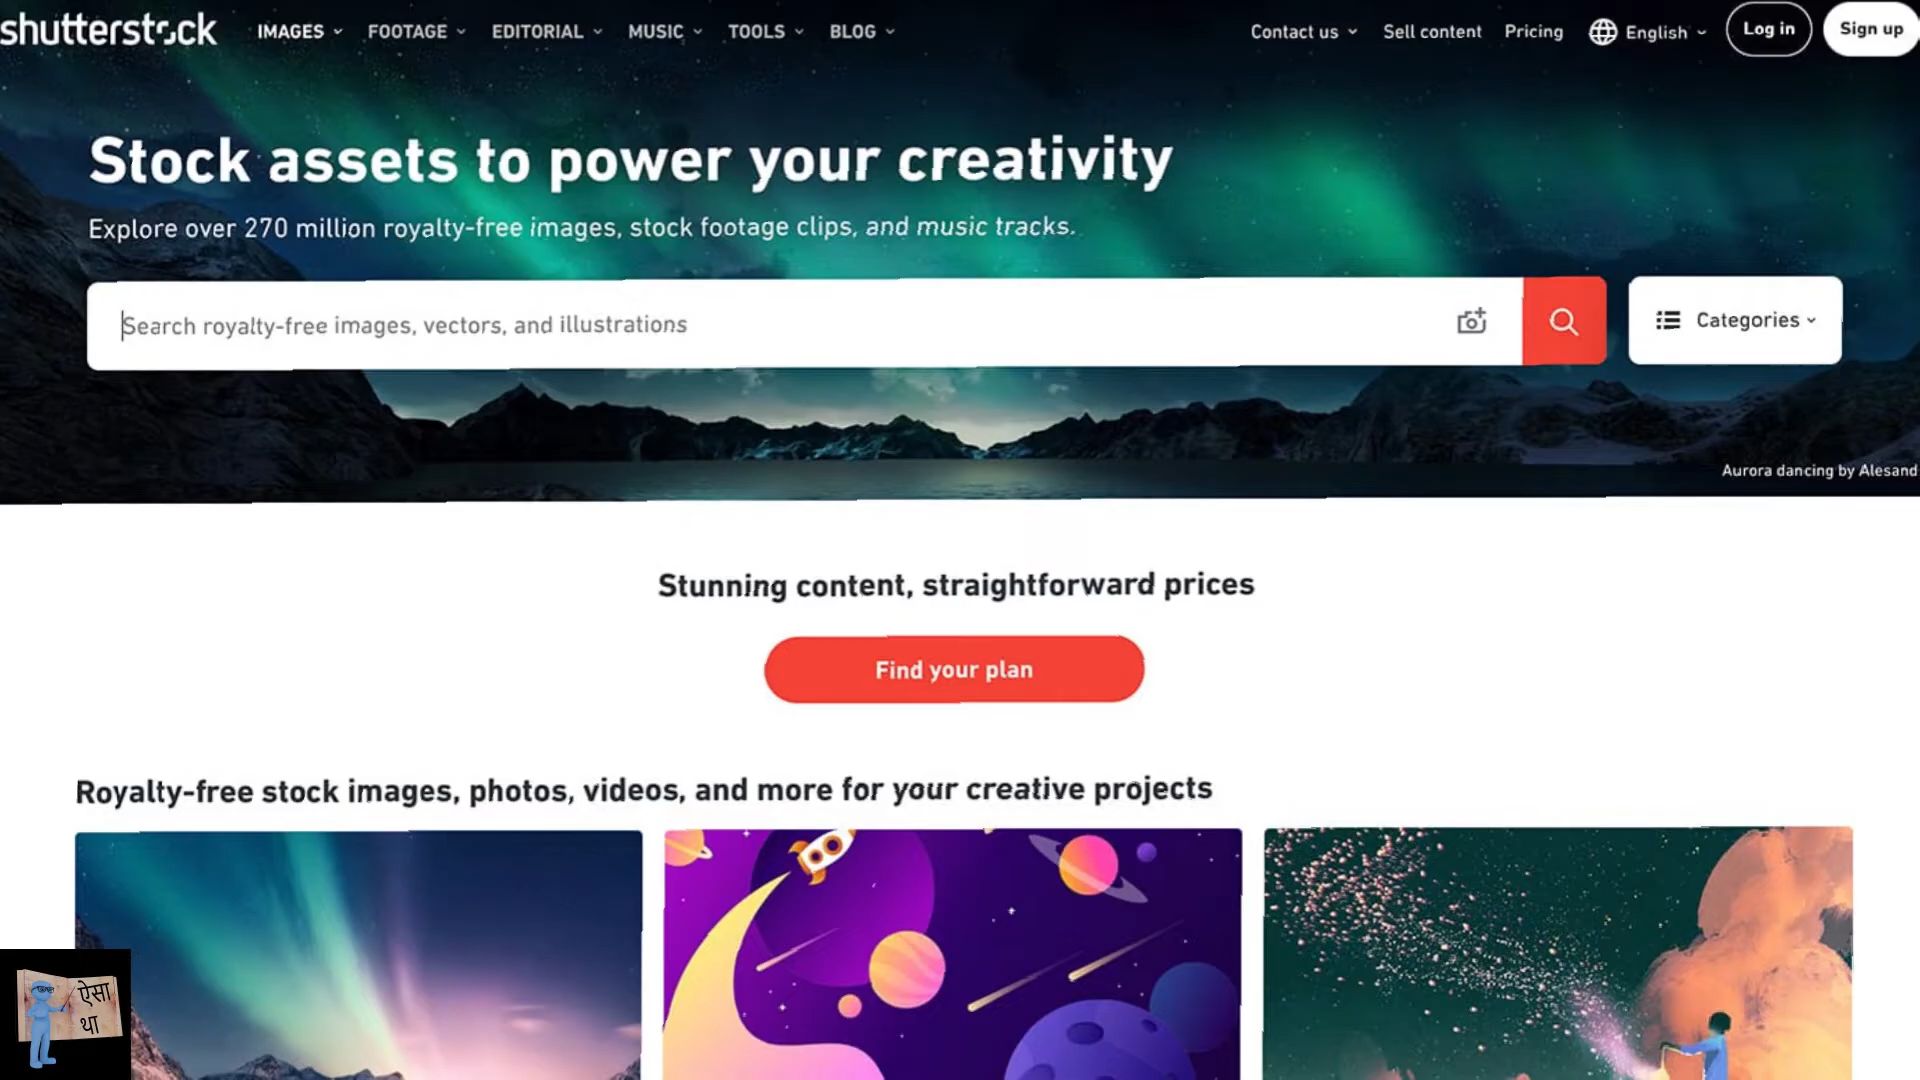 shutterstock
IMAGES FOOTAGE EDITORIAL MUSIC TOOLS BLOG
Contact us Sell content Pricing English Log in Sign up
Stock assets to power your creativity
Explore over 270 million royalty-free images, stock footage clips, and music tracks.
Search royalty-free images, vectors, and illustrations
Categories
Aurora dancing by Alesand
Stunning content, straightforward prices
Find your plan
Royalty-free stock images, photos, videos, and more for your creative projects
ऐसा
था